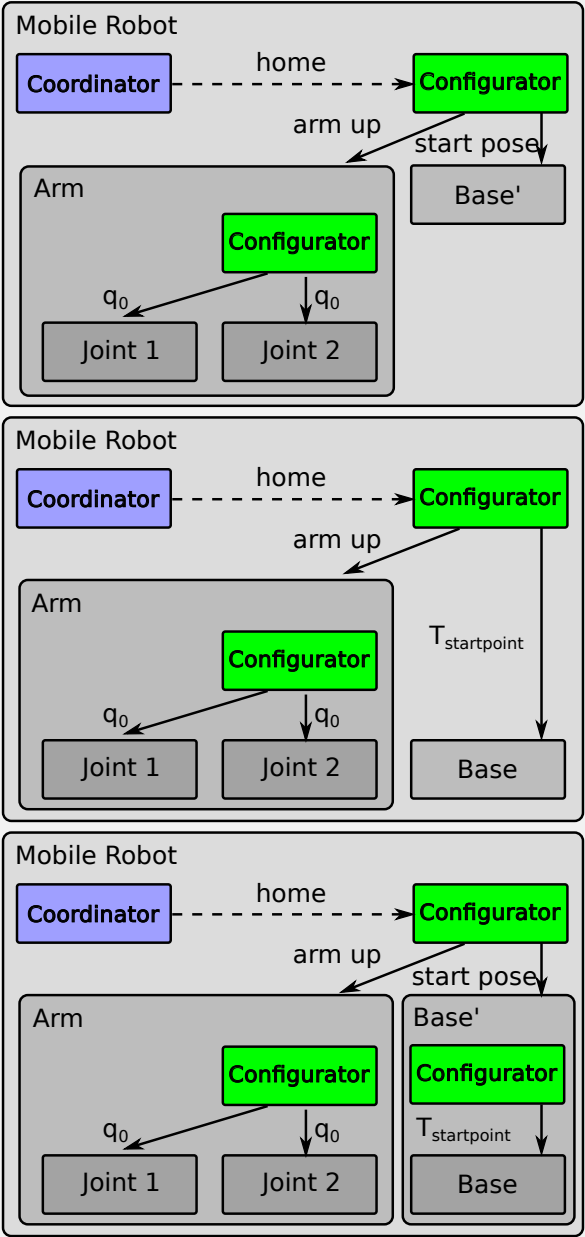 Mobile Robot
Coordinator
home
Configurator
arm up
start pose
Arm
Base'
Configurator
q₀
q₀
Joint 1
Joint 2
Mobile Robot
Coordinator
home
Configurator
arm up
Arm
Configurator
T_startpoint
q₀
q₀
Joint 1
Joint 2
Base
Mobile Robot
Coordinator
home
Configurator
arm up
start pose
Arm
Base'
Configurator
Configurator
q₀
q₀
T_startpoint
Joint 1
Joint 2
Base